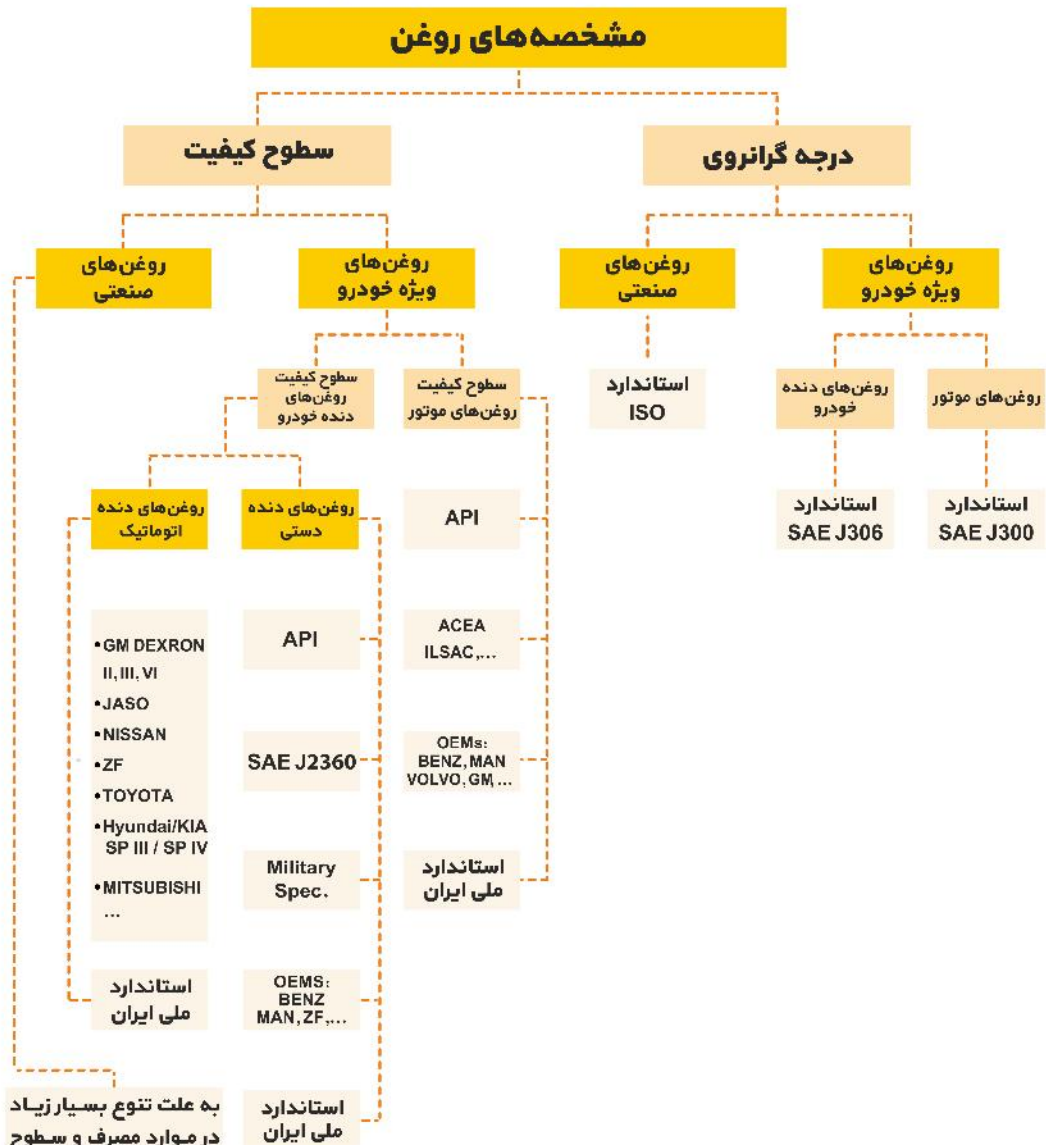 مشخصه‌های روغن
درجه گرانروی
سطوح کیفیت
روغن‌های
ویژه خودرو
روغن‌های
صنعتی
روغن‌های
ویژه خودرو
روغن‌های
صنعتی
روغن‌های موتور
روغن‌های دنده
خودرو
استاندارد
ISO
سطوح کیفیت
روغن‌های موتور
سطوح کیفیت
روغن‌های
دنده خودرو
استاندارد
SAE J300
استاندارد
SAE J306
API
روغن‌های دنده
دستی
روغن‌های دنده
اتوماتیک
ACEA
ILSAC,...
OEMs:
BENZ, MAN
VOLVO, GM, ...
استاندارد
ملی ایران
API
SAE J2360
Military
Spec.
OEMS:
BENZ
MAN, ZF,...
استاندارد
ملی ایران
•GM DEXRON
II, III, VI
•JASO
•NISSAN
•ZF
•TOYOTA
•Hyundai/KIA
SP III / SP IV
•MITSUBISHI
...
استاندارد
ملی ایران
به علت تنوع بسیار زیاد
در موارد مصرف و سطوح